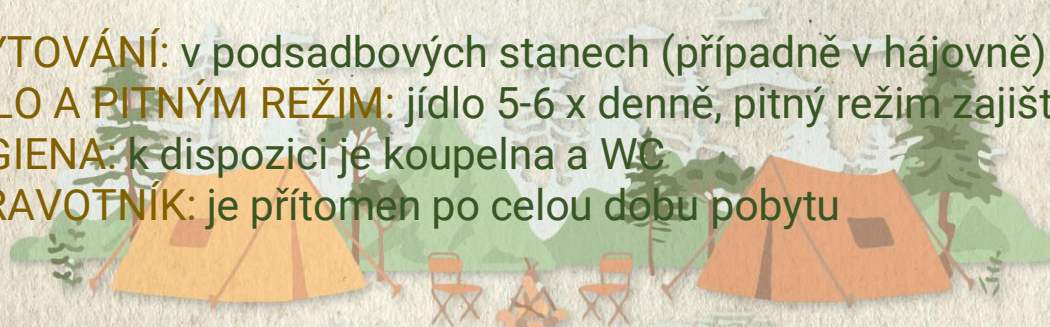 YTOVÁNÍ: v podsadbových stanech (případně v hájovně)
LO A PITNÝM REŽIM: jídlo 5-6 x denně, pitný režim zajišt
GIENA: k dispozici je koupelna a WC
RAVOTNÍK: je přítomen po celou dobu pobytu